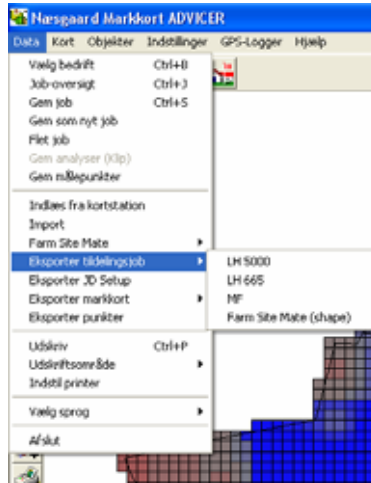 Næsgaard Markkort ADVICER
Data Kort Objekter Indstillinger GPS-Logger Hjælp
Vælg bedrift Ctrl+B
Job-oversigt Ctrl+J
Gem job Ctrl+S
Gem som nyt job
Flet job
Gem analyser (Klip)
Gem målepunkter
Indlæs fra kortstation
Import
Farm Site Mate
Eksporter tildelingsjob
LH 5000
Eksporter JD Setup
LH 665
Eksporter markkort
MF
Eksporter punkter
Farm Site Mate (shape)
Udskriv Ctrl+P
Udskriftsområde
Indstil printer
Vælg sprog
Afslut